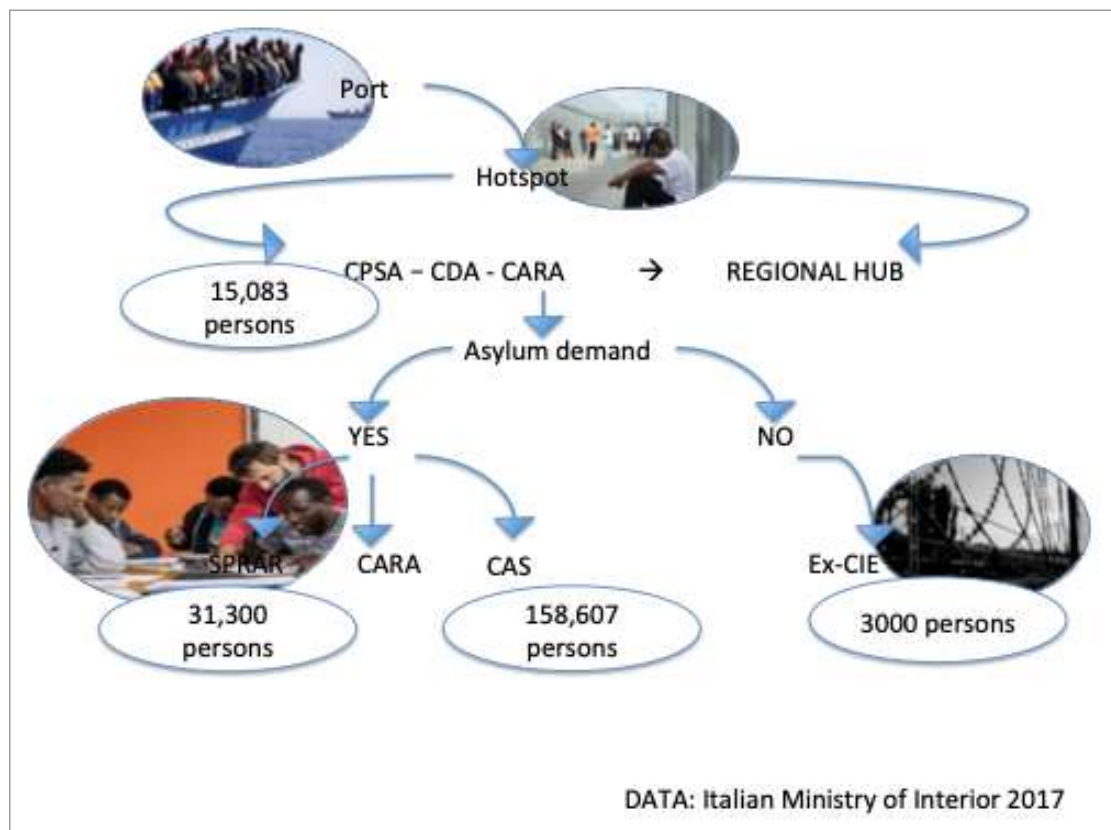 Port
Hotspot
CPSA – CDA - CARA → REGIONAL HUB
15,083
persons
Asylum demand
YES
NO
SPRAR
CARA
CAS
Ex-CIE
31,300
persons
158,607
persons
3000 persons
DATA: Italian Ministry of Interior 2017